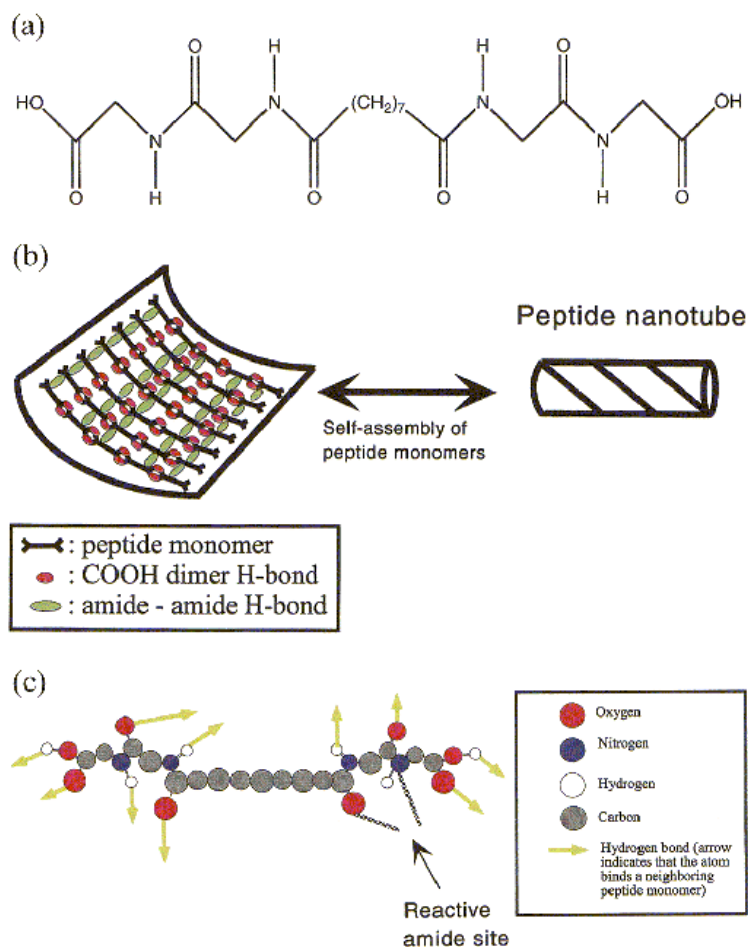 (a)
HO
O
N
H
O
H
N
O
(CH₂)₇
O
H
N
O
N
H
O
OH
(b)
Peptide nanotube
Self-assembly of
peptide monomers
: peptide monomer
: COOH dimer H-bond
: amide - amide H-bond
(c)
Oxygen
Nitrogen
Hydrogen
Carbon
Hydrogen bond (arrow
indicates that the atom
binds a neighboring
peptide monomer)
Reactive
amide site